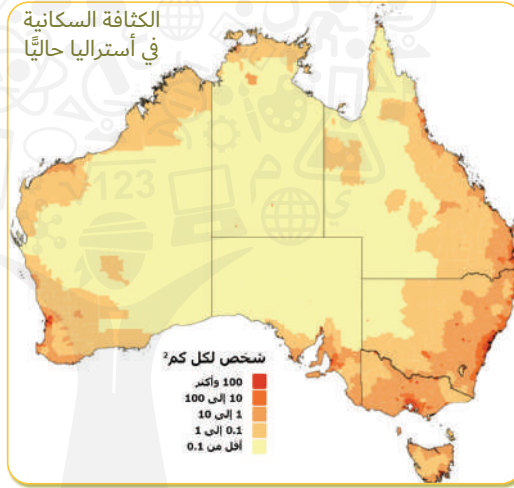 الكثافة السكانية
في أستراليا حاليًّا
√123
م
ي
شخص لكل كم²
100 وأكثر
10 إلى 100
1 إلى 10
0.1 إلى 1
أقل من 0.1